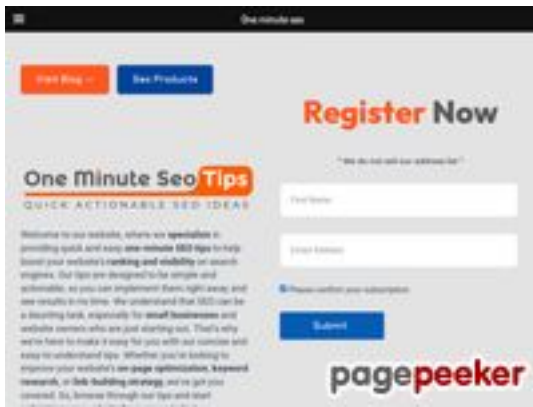 One minute seo
Visit Blog →
Seo Products
Register Now
* We do not sell our address list *
One Minute Seo Tips
QUICK ACTIONABLE SEO IDEAS
First Name
Email Address
Please confirm your subscription
Submit
Welcome to our website, where we specialize in
providing quick and easy one-minute SEO tips to help
boost your website's ranking and visibility on search
engines. Our tips are designed to be simple and
actionable, so you can implement them right away and
see results in no time. We understand that SEO can be
a daunting task, especially for small businesses and
website owners who are just starting out. That's why
we're here to make it easy for you with our concise and
easy-to-understand tips. Whether you're looking to
improve your website's on-page optimization, keyword
research, or link-building strategy, we've got you
covered. So, browse through our tips and start
pagepeeker